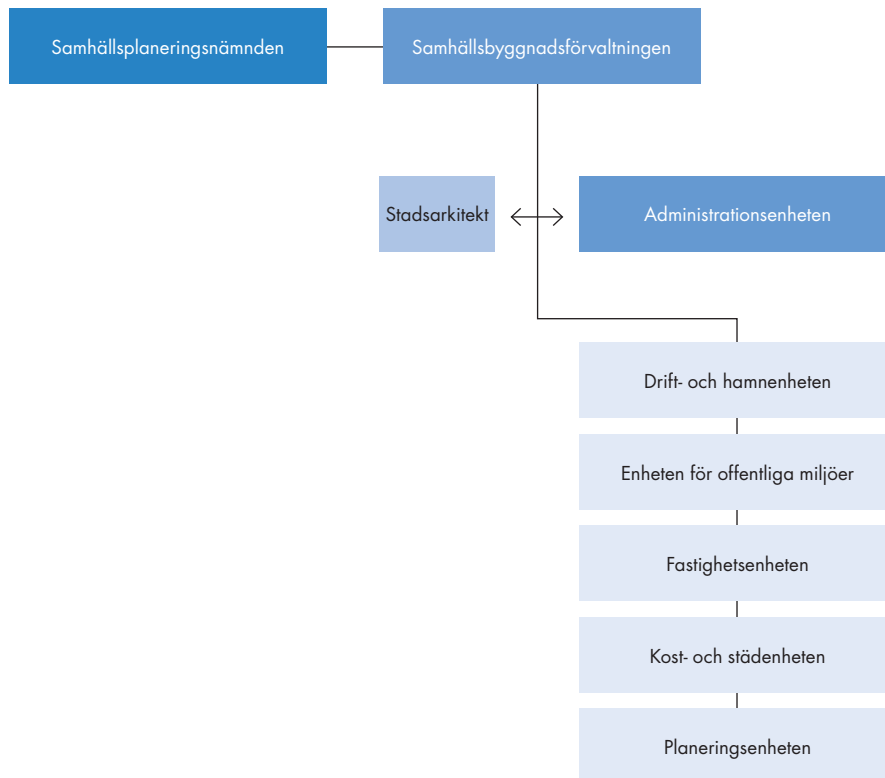 Samhällsplaneringsnämnden
Samhällsbyggnadsförvaltningen
Stadsarkitekt
Administrationsenheten
Drift- och hamnenheten
Enheten för offentliga miljöer
Fastighetsenheten
Kost- och städenheten
Planeringsenheten